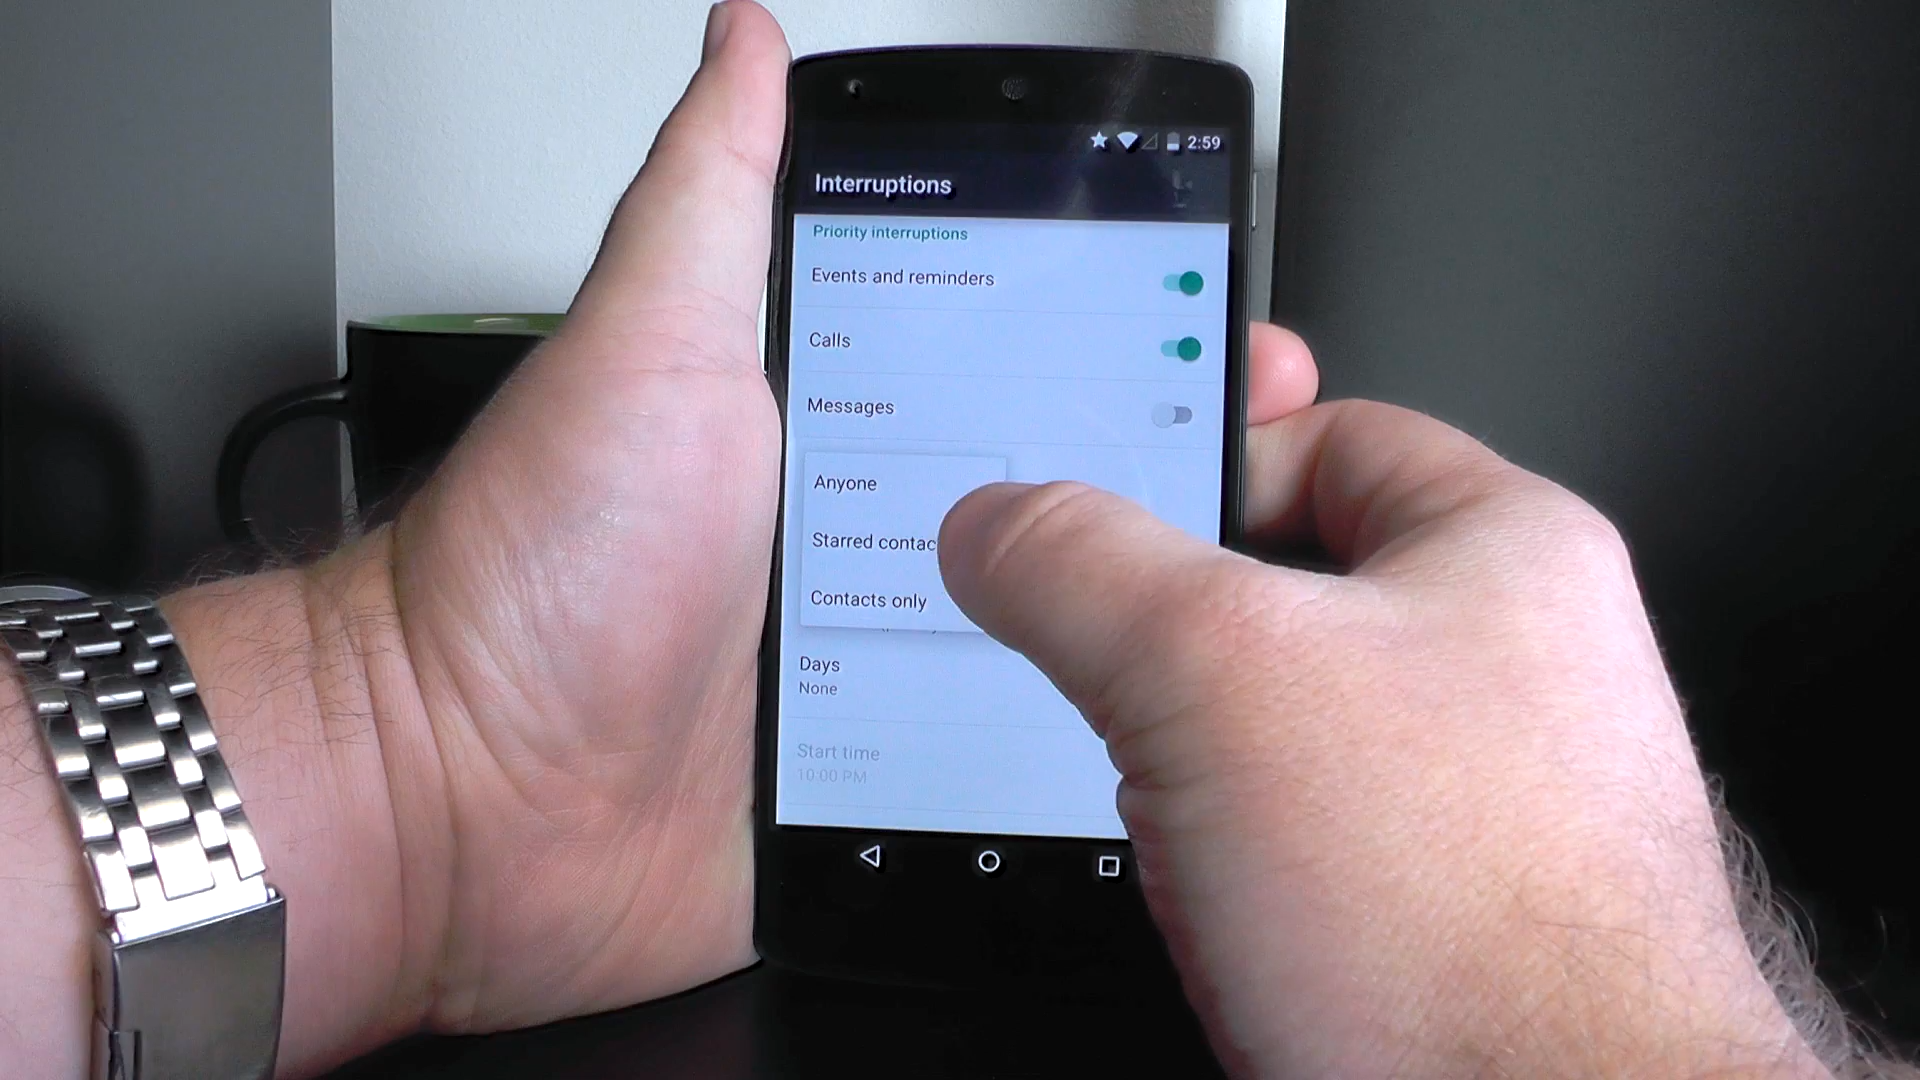 2:59
Interruptions
Priority interruptions
Events and reminders
Calls
Messages
Anyone
Starred contac
Contacts only
Days
None
Start time
10:00 PM